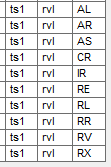 ts1 rvl AL
ts1 rvl AR
ts1 rvl AS
ts1 rvl CR
ts1 rvl IR
ts1 rvl RE
ts1 rvl RL
ts1 rvl RR
ts1 rvl RV
ts1 rvl RX